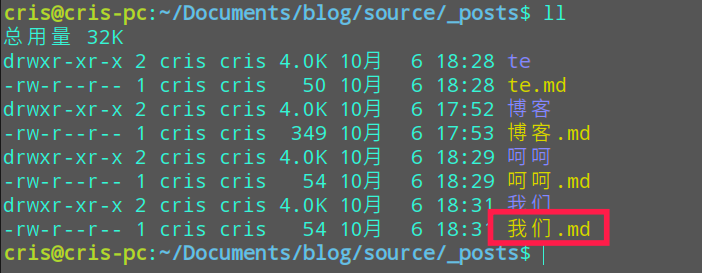 cris@cris-pc:~/Documents/blog/source/_posts$ ll
总用量 32K
drwxr-xr-x 2 cris cris 4.0K 10月  6 18:28 te
-rw-r--r-- 1 cris cris   50 10月  6 18:28 te.md
drwxr-xr-x 2 cris cris 4.0K 10月  6 17:52 博客
-rw-r--r-- 1 cris cris  349 10月  6 17:53 博客.md
drwxr-xr-x 2 cris cris 4.0K 10月  6 18:29 呵呵
-rw-r--r-- 1 cris cris   54 10月  6 18:29 呵呵.md
drwxr-xr-x 2 cris cris 4.0K 10月  6 18:31 我们
-rw-r--r-- 1 cris cris   54 10月  6 18:31 我们.md
cris@cris-pc:~/Documents/blog/source/_posts$